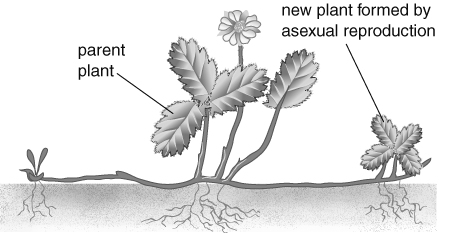 parent
plant
new plant formed by
asexual reproduction